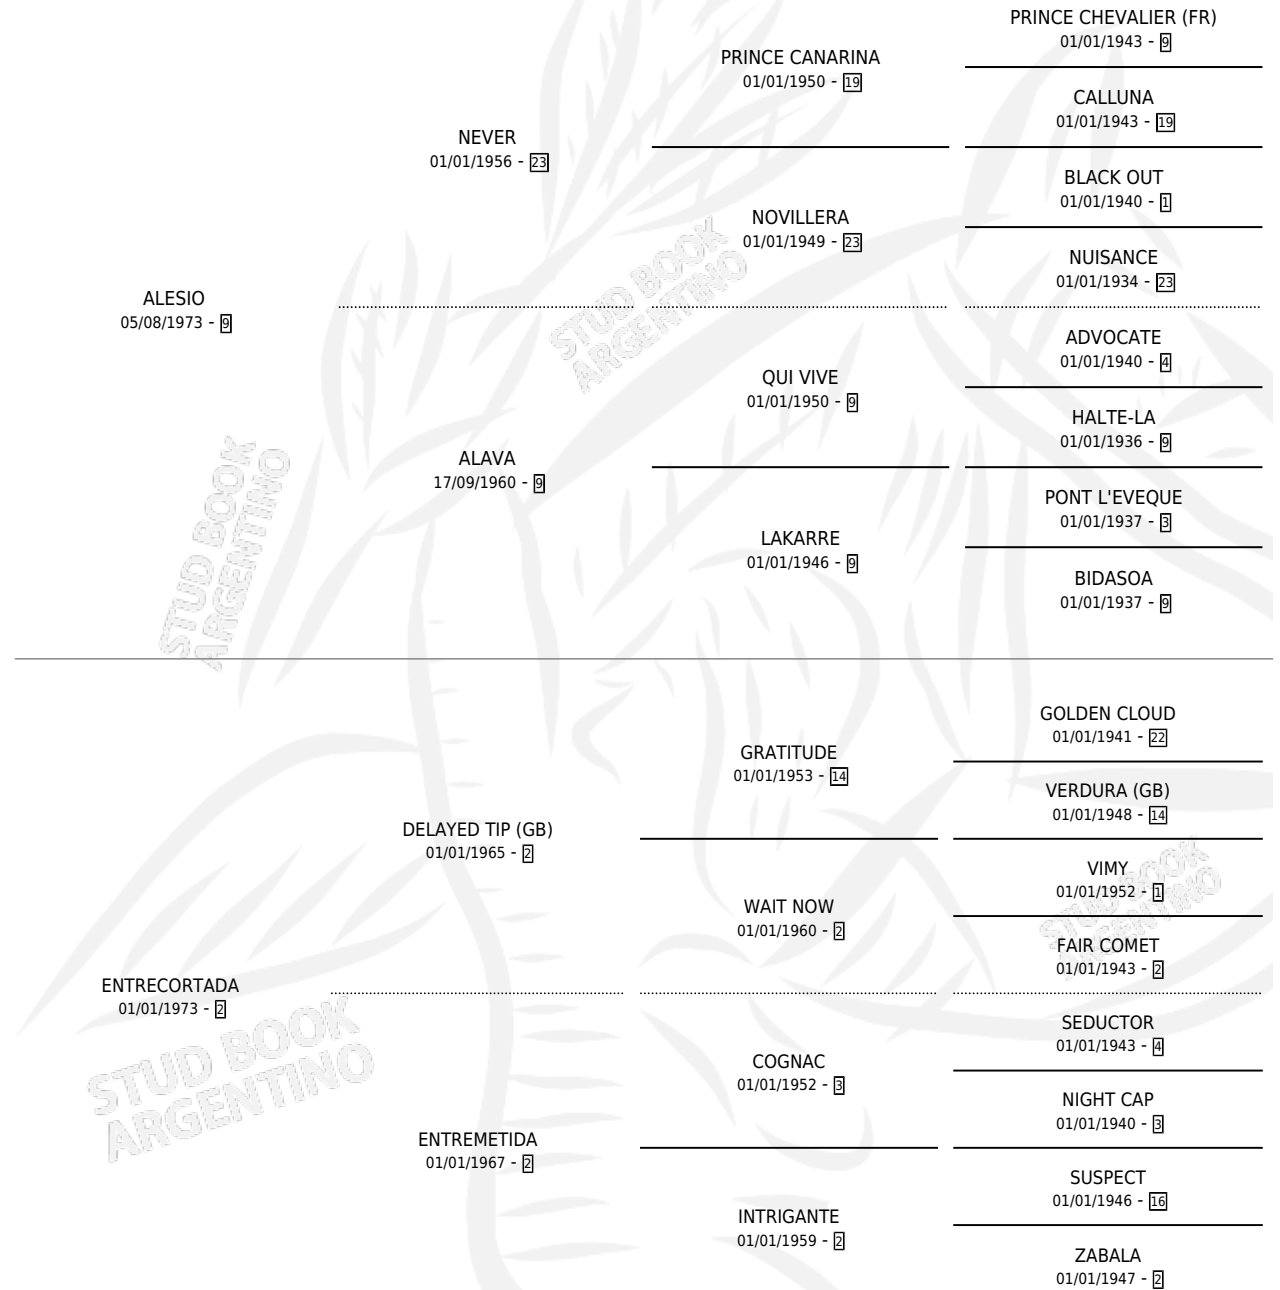 PRINCE CHEVALIER (FR)
01/01/1943 - 9
PRINCE CANARINA
01/01/1950 - 19
CALLUNA
01/01/1943 - 19
NEVER
01/01/1956 - 23
BLACK OUT
01/01/1940 - 1
NOVILLERA
01/01/1949 - 23
NUISANCE
01/01/1934 - 23
ALESIO
05/08/1973 - 9
ADVOCATE
01/01/1940 - 4
QUI VIVE
01/01/1950 - 9
HALTE-LA
01/01/1936 - 9
ALAVA
17/09/1960 - 9
PONT L'EVEQUE
01/01/1937 - 3
LAKARRE
01/01/1946 - 9
BIDASOA
01/01/1937 - 9
GOLDEN CLOUD
01/01/1941 - 22
GRATITUDE
01/01/1953 - 14
VERDURA (GB)
01/01/1948 - 14
DELAYED TIP (GB)
01/01/1965 - 2
VIMY
01/01/1952 - 1
WAIT NOW
01/01/1960 - 2
FAIR COMET
01/01/1943 - 2
ENTRECORTADA
01/01/1973 - 2
SEDUCTOR
01/01/1943 - 4
COGNAC
01/01/1952 - 3
NIGHT CAP
01/01/1940 - 3
ENTREMETIDA
01/01/1967 - 2
SUSPECT
01/01/1946 - 16
INTRIGANTE
01/01/1959 - 2
ZABALA
01/01/1947 - 2
STUD BOOK
ARGENTINO
STUD BOOK
ARGENTINO
STUD BOOK
ARGENTINO
STUD BOOK
ARGENTINO